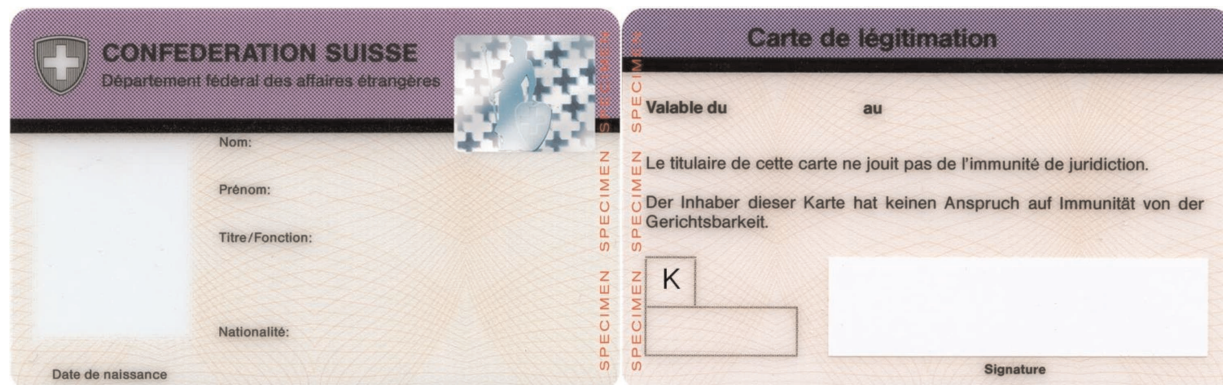 CONFEDERATION SUISSE
Département fédéral des affaires étrangères
Nom:
Prénom:
Titre/Fonction:
Nationalité:
Date de naissance
SPECIMEN SPECIMEN SPECIMEN
Carte de légitimation
Valable du au
Le titulaire de cette carte ne jouit pas de l'immunité de juridiction.
Der Inhaber dieser Karte hat keinen Anspruch auf Immunität von der
Gerichtsbarkeit.
K
Signature
SPECIMEN SPECIMEN SPECIMEN